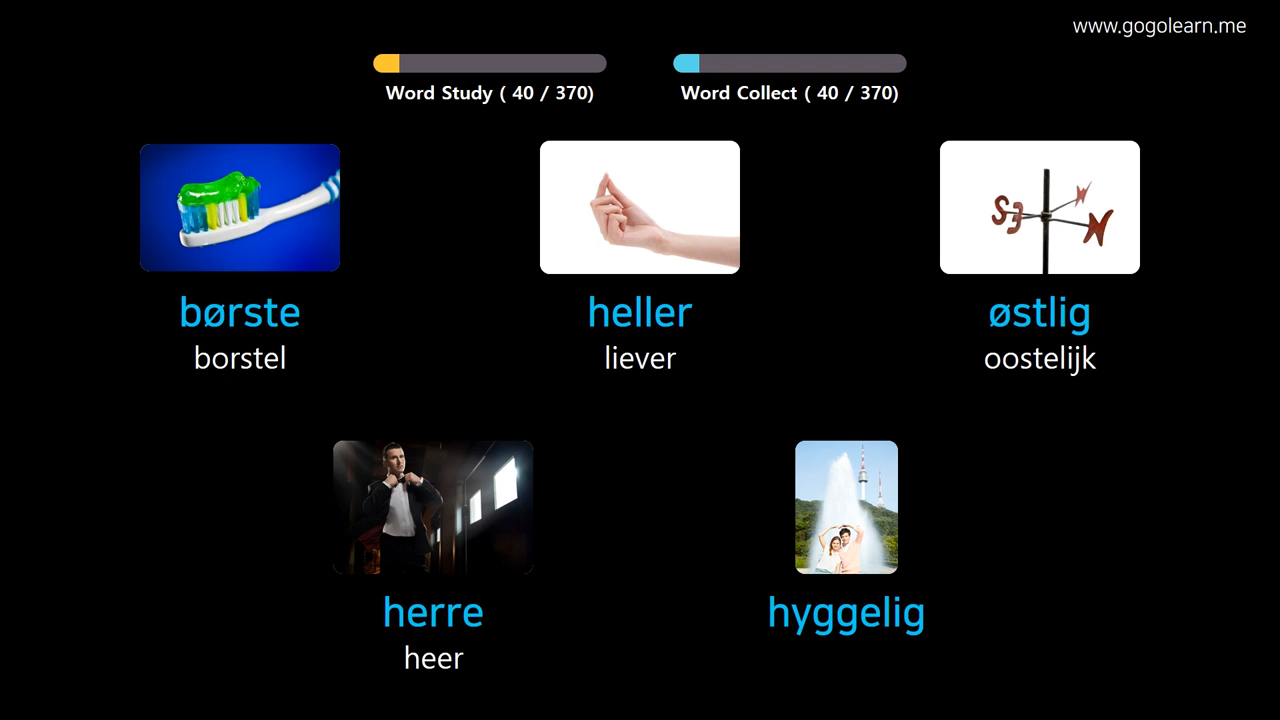 www.gogolearn.me
Word Study ( 40 / 370)
Word Collect ( 40 / 370)
børste
borstel
heller
liever
østlig
oostelijk
herre
heer
hyggelig